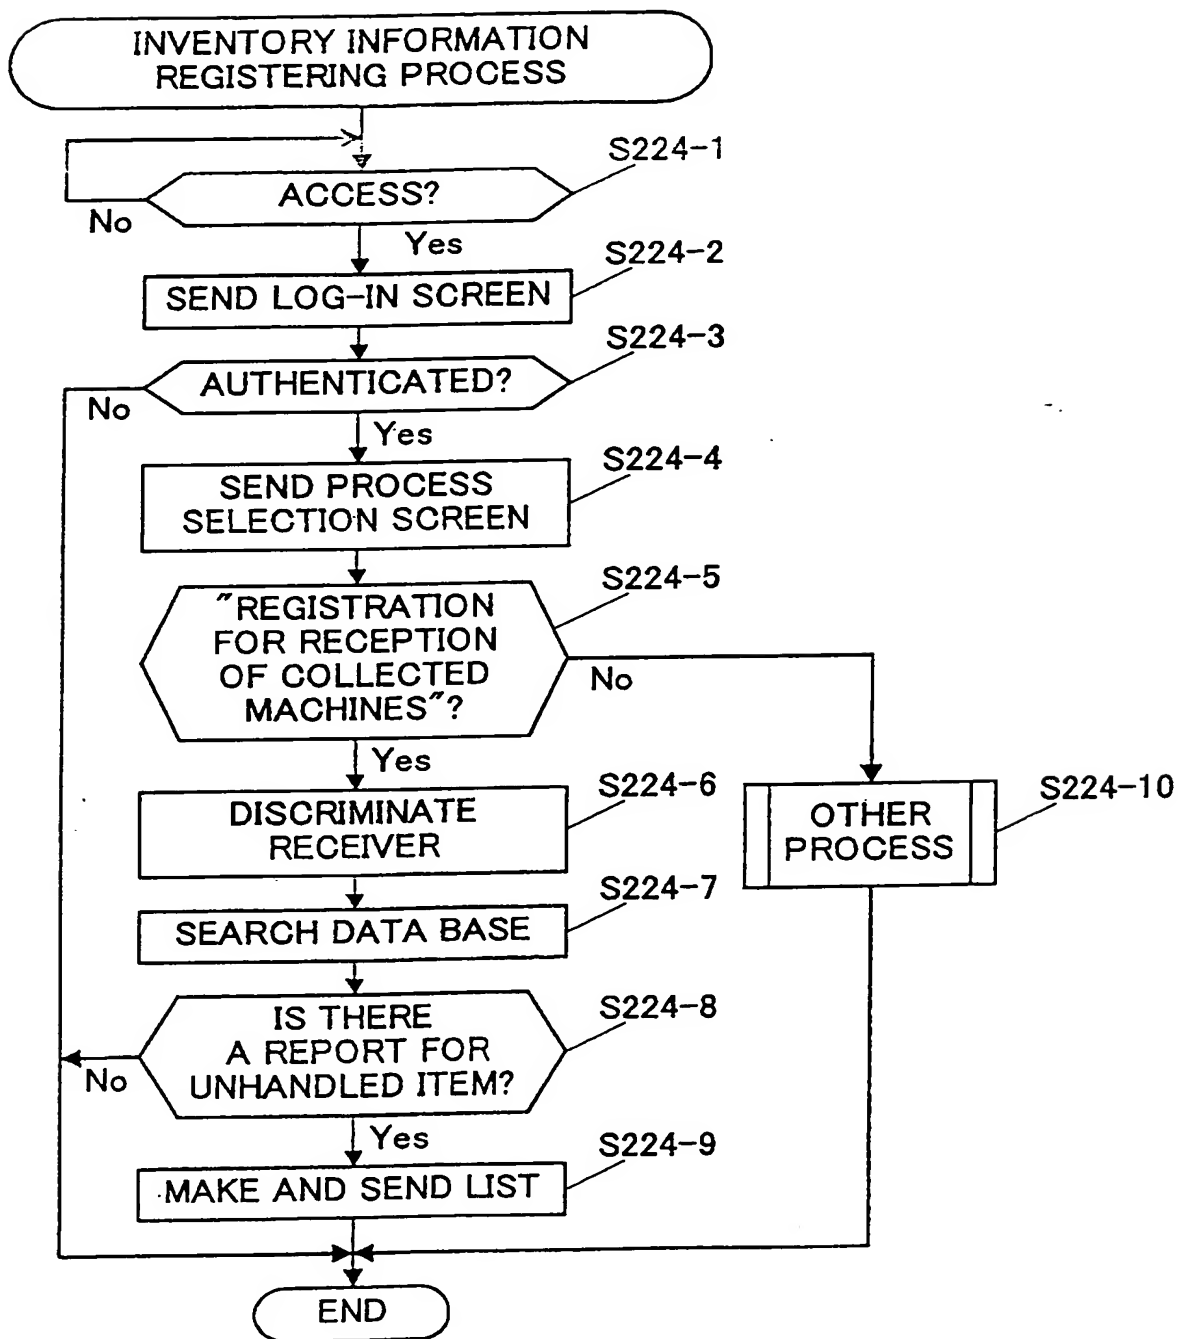 INVENTORY INFORMATION
REGISTERING PROCESS
S224-1
ACCESS?
No
Yes
S224-2
SEND LOG-IN SCREEN
S224-3
AUTHENTICATED?
No
Yes
S224-4
SEND PROCESS
SELECTION SCREEN
S224-5
"REGISTRATION
FOR RECEPTION
OF COLLECTED
MACHINES"?
No
Yes
S224-6
DISCRIMINATE
RECEIVER
S224-10
OTHER
PROCESS
S224-7
SEARCH DATA BASE
S224-8
IS THERE
A REPORT FOR
UNHANDLED ITEM?
No
Yes
S224-9
MAKE AND SEND LIST
END